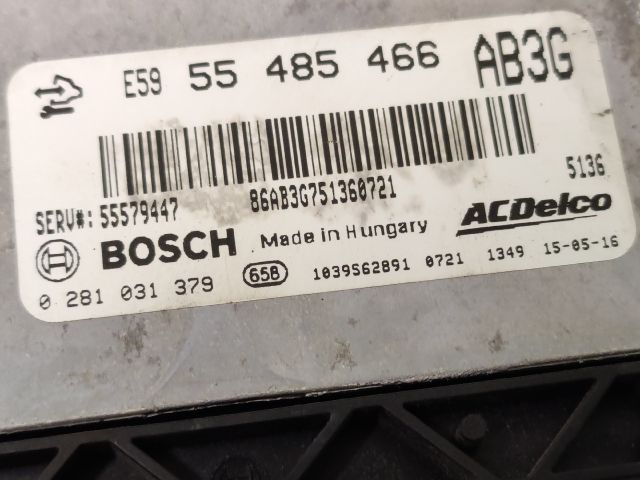 E59 55 485 466 AB3G
SERV#: 55579447 86AB3G751360721 5136
BOSCH Made in Hungary ACDelco
0 281 031 379 65B 1039S62891 0721 1349 15-05-16